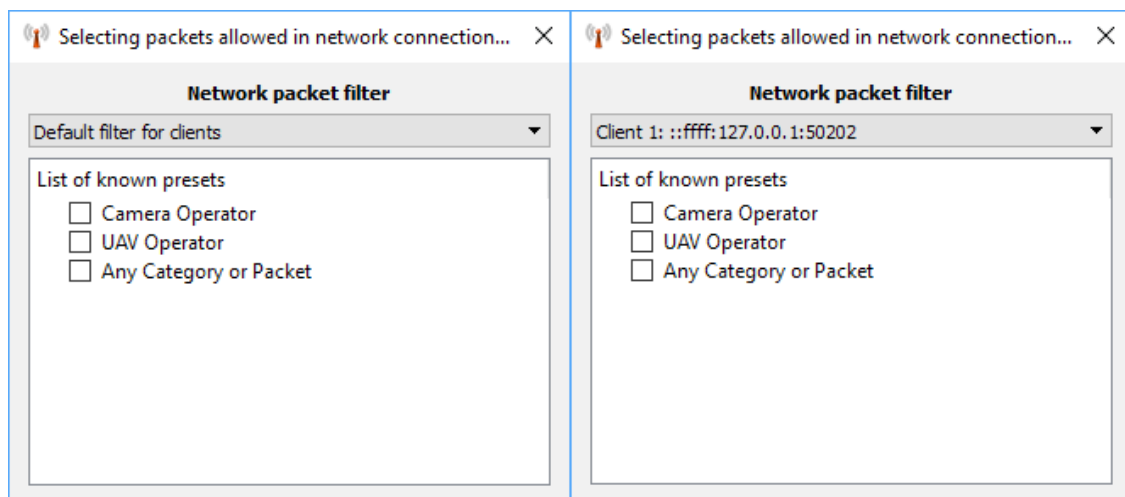 Selecting packets allowed in network connection...
Network packet filter
Default filter for clients
List of known presets
Camera Operator
UAV Operator
Any Category or Packet
Selecting packets allowed in network connection...
Network packet filter
Client 1: ::ffff:127.0.0.1:50202
List of known presets
Camera Operator
UAV Operator
Any Category or Packet